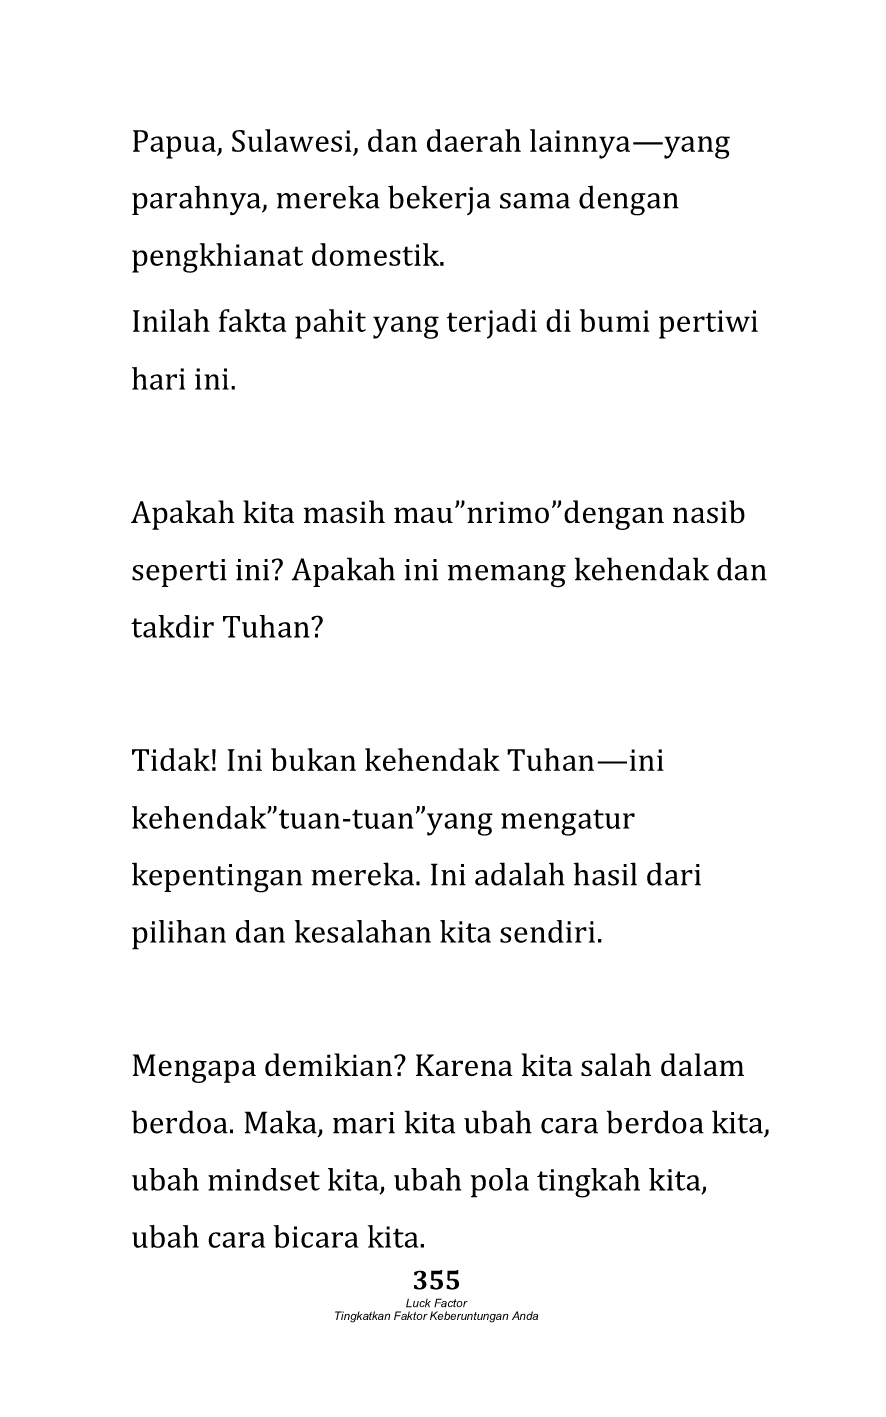 Papua, Sulawesi, dan daerah lainnya—yang
parahnya, mereka bekerja sama dengan
pengkhianat domestik.
Inilah fakta pahit yang terjadi di bumi pertiwi
hari ini.
Apakah kita masih mau”nrimo”dengan nasib
seperti ini? Apakah ini memang kehendak dan
takdir Tuhan?
Tidak! Ini bukan kehendak Tuhan—ini
kehendak”tuan-tuan”yang mengatur
kepentingan mereka. Ini adalah hasil dari
pilihan dan kesalahan kita sendiri.
Mengapa demikian? Karena kita salah dalam
berdoa. Maka, mari kita ubah cara berdoa kita,
ubah mindset kita, ubah pola tingkah kita,
ubah cara bicara kita.
355
Luck Factor
Tingkatkan Faktor Keberuntungan Anda